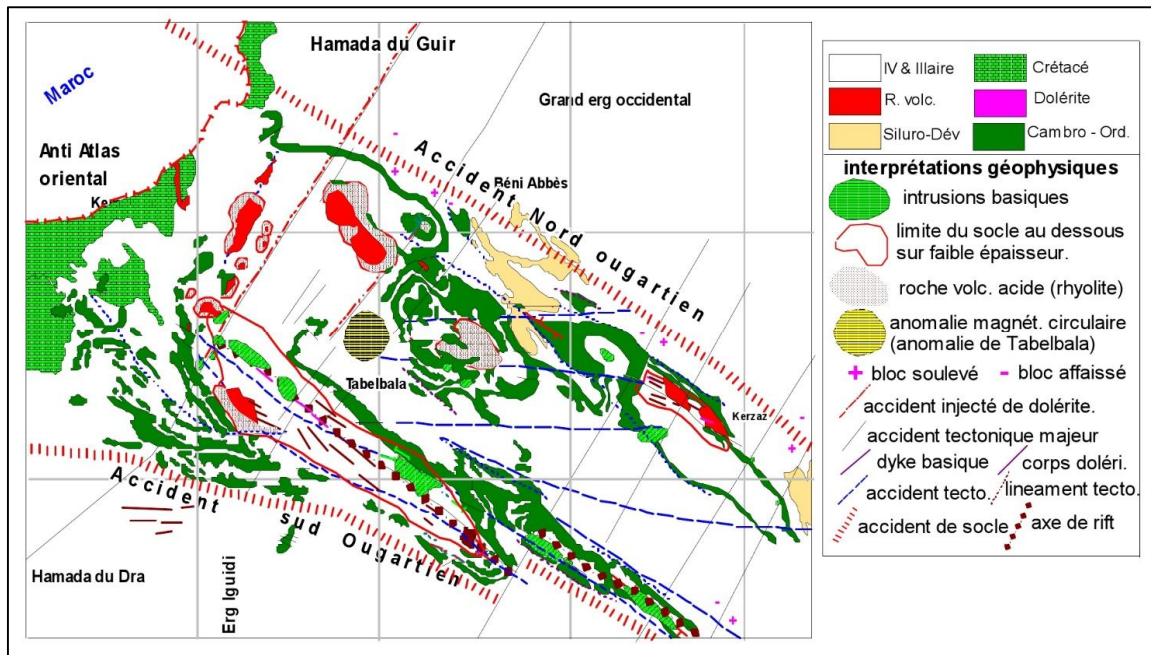 Hamada du Guir
Maroc
Grand erg occidental
Anti Atlas
oriental
Accident Nord ougartien
Béni Abbès
Tabelbala
Kerzaz
Accident sud Ougartien
Hamada du Dra
Erg Iguidi
IV & IIIaire
Crétacé
R. volc.
Dolérite
Siluro-Dév
Cambro - Ord.
interprétations géophysiques
intrusions basiques
limite du socle au dessous
sur faible épaisseur.
roche volc. acide (rhyolite)
anomalie magnét. circulaire
(anomalie de Tabelbala)
+ bloc soulevé - bloc affaissé
accident injecté de dolérite.
accident tectonique majeur
dyke basique
corps doléri.
accident tecto.
lineament tecto.
accident de socle
axe de rift